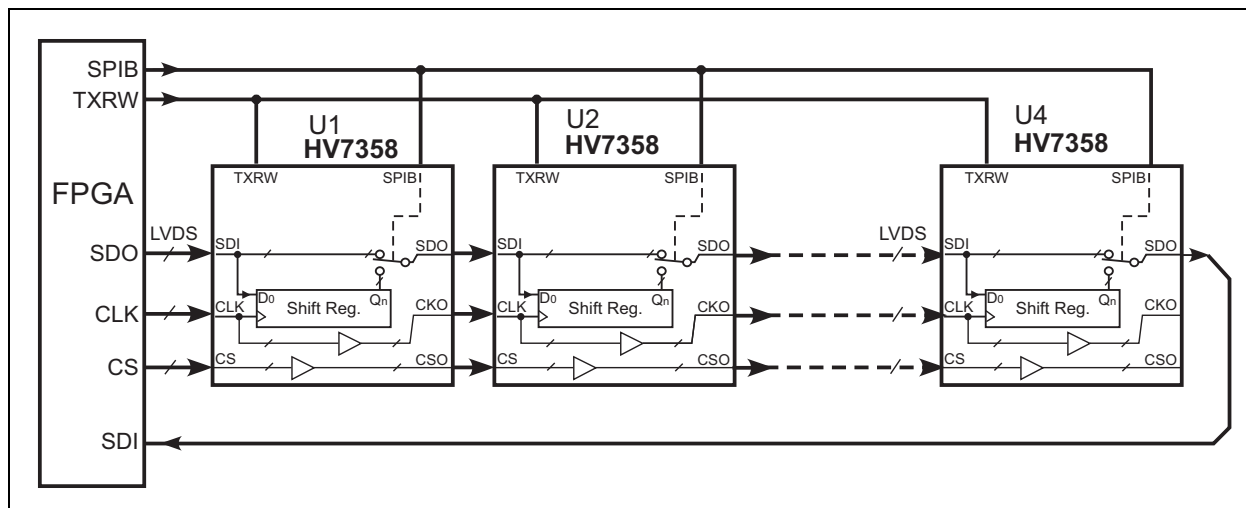 SPIB
TXRW
FPGA
SDO
CLK
CS
SDI
LVDS
U1
HV7358
TXRW
SPIB
SDI
SDO
D0
Shift Reg.
Qn
CLK
CKO
CS
CSO
U2
HV7358
TXRW
SPIB
SDI
SDO
D0
Shift Reg.
Qn
CLK
CKO
CS
CSO
LVDS
U4
HV7358
TXRW
SPIB
SDI
SDO
D0
Shift Reg.
Qn
CLK
CKO
CS
CSO